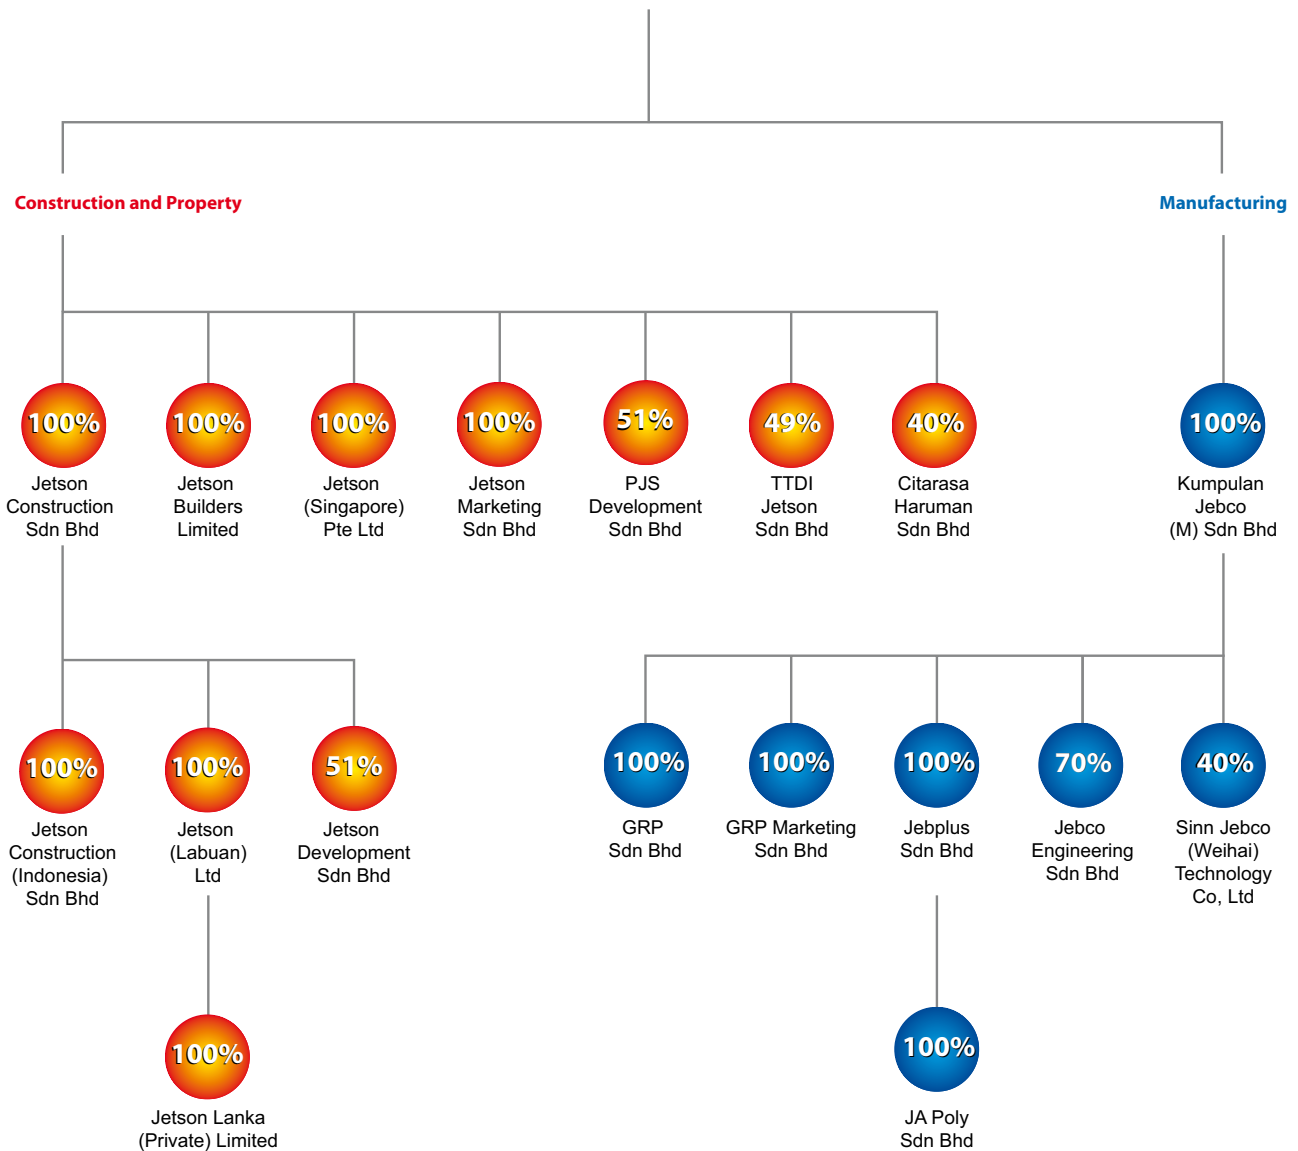 Construction and Property
Manufacturing
100%
Jetson
Construction
Sdn Bhd
100%
Jetson
Builders
Limited
100%
Jetson
(Singapore)
Pte Ltd
100%
Jetson
Marketing
Sdn Bhd
51%
PJS
Development
Sdn Bhd
49%
TTDI
Jetson
Sdn Bhd
40%
Citarasa
Haruman
Sdn Bhd
100%
Kumpulan
Jebco
(M) Sdn Bhd
100%
Jetson
Construction
(Indonesia)
Sdn Bhd
100%
Jetson
(Labuan)
Ltd
51%
Jetson
Development
Sdn Bhd
100%
GRP
Sdn Bhd
100%
GRP Marketing
Sdn Bhd
100%
Jebplus
Sdn Bhd
70%
Jebco
Engineering
Sdn Bhd
40%
Sinn Jebco
(Weihai)
Technology
Co, Ltd
100%
Jetson Lanka
(Private) Limited
100%
JA Poly
Sdn Bhd